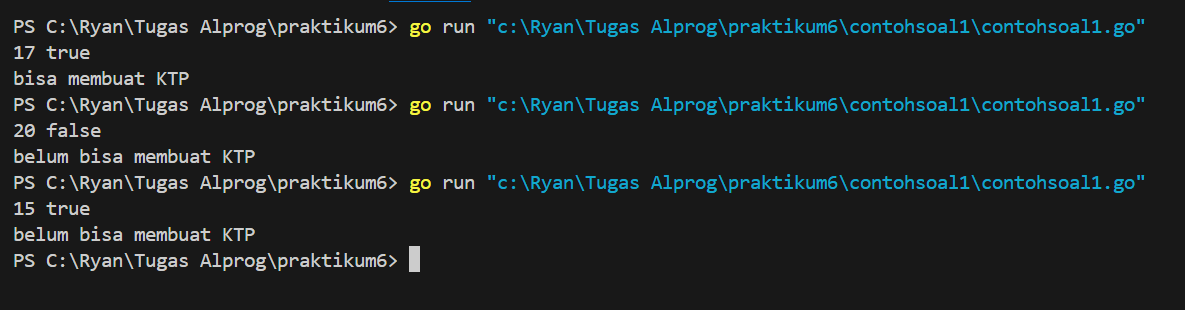 PS C:\Ryan\Tugas Alprog\praktikum6> go run "c:\Ryan\Tugas Alprog\praktikum6\contohsoal1\contohsoal1.go"
17 true
bisa membuat KTP
PS C:\Ryan\Tugas Alprog\praktikum6> go run "c:\Ryan\Tugas Alprog\praktikum6\contohsoal1\contohsoal1.go"
20 false
belum bisa membuat KTP
PS C:\Ryan\Tugas Alprog\praktikum6> go run "c:\Ryan\Tugas Alprog\praktikum6\contohsoal1\contohsoal1.go"
15 true
belum bisa membuat KTP
PS C:\Ryan\Tugas Alprog\praktikum6>